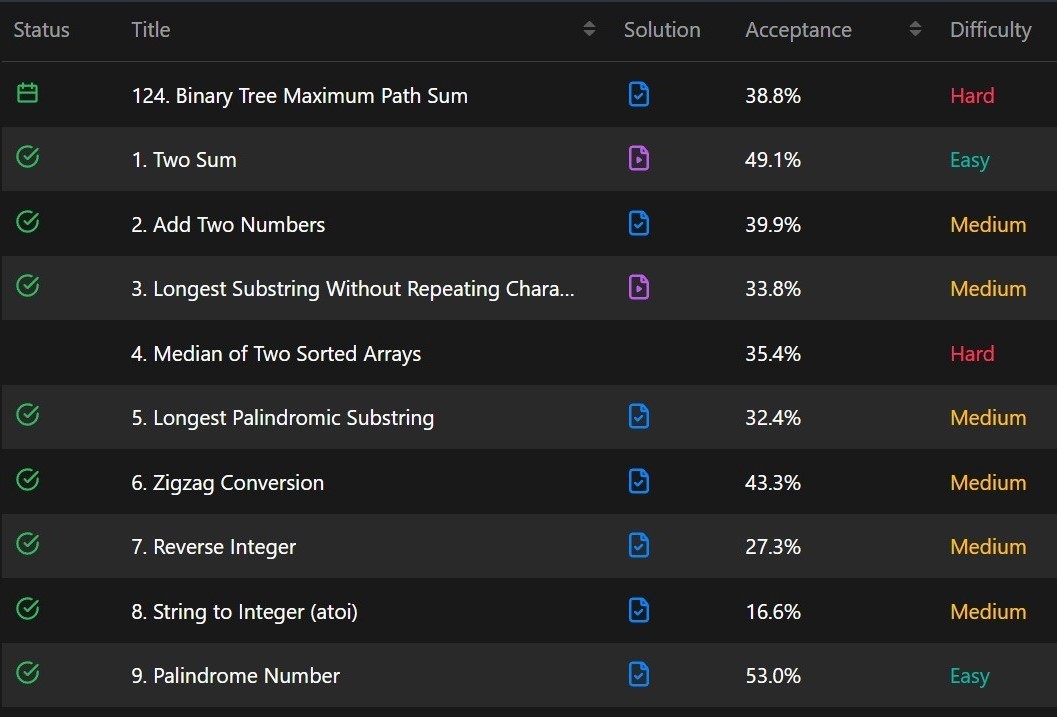 Status Title Solution Acceptance Difficulty
124. Binary Tree Maximum Path Sum 38.8% Hard
1. Two Sum 49.1% Easy
2. Add Two Numbers 39.9% Medium
3. Longest Substring Without Repeating Chara... 33.8% Medium
4. Median of Two Sorted Arrays 35.4% Hard
5. Longest Palindromic Substring 32.4% Medium
6. Zigzag Conversion 43.3% Medium
7. Reverse Integer 27.3% Medium
8. String to Integer (atoi) 16.6% Medium
9. Palindrome Number 53.0% Easy